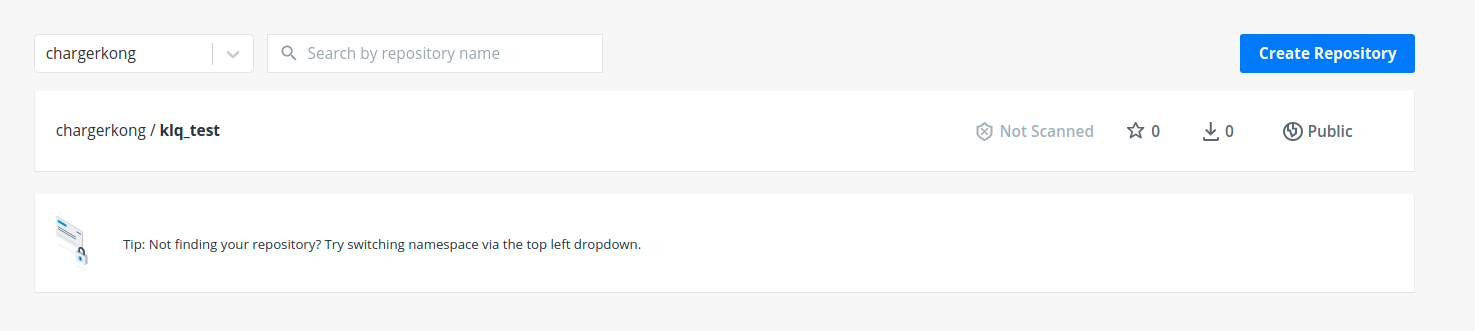 chargerkong
Search by repository name
Create Repository
chargerkong / klq_test
Not Scanned
0
0
Public
Tip: Not finding your repository? Try switching namespace via the top left dropdown.